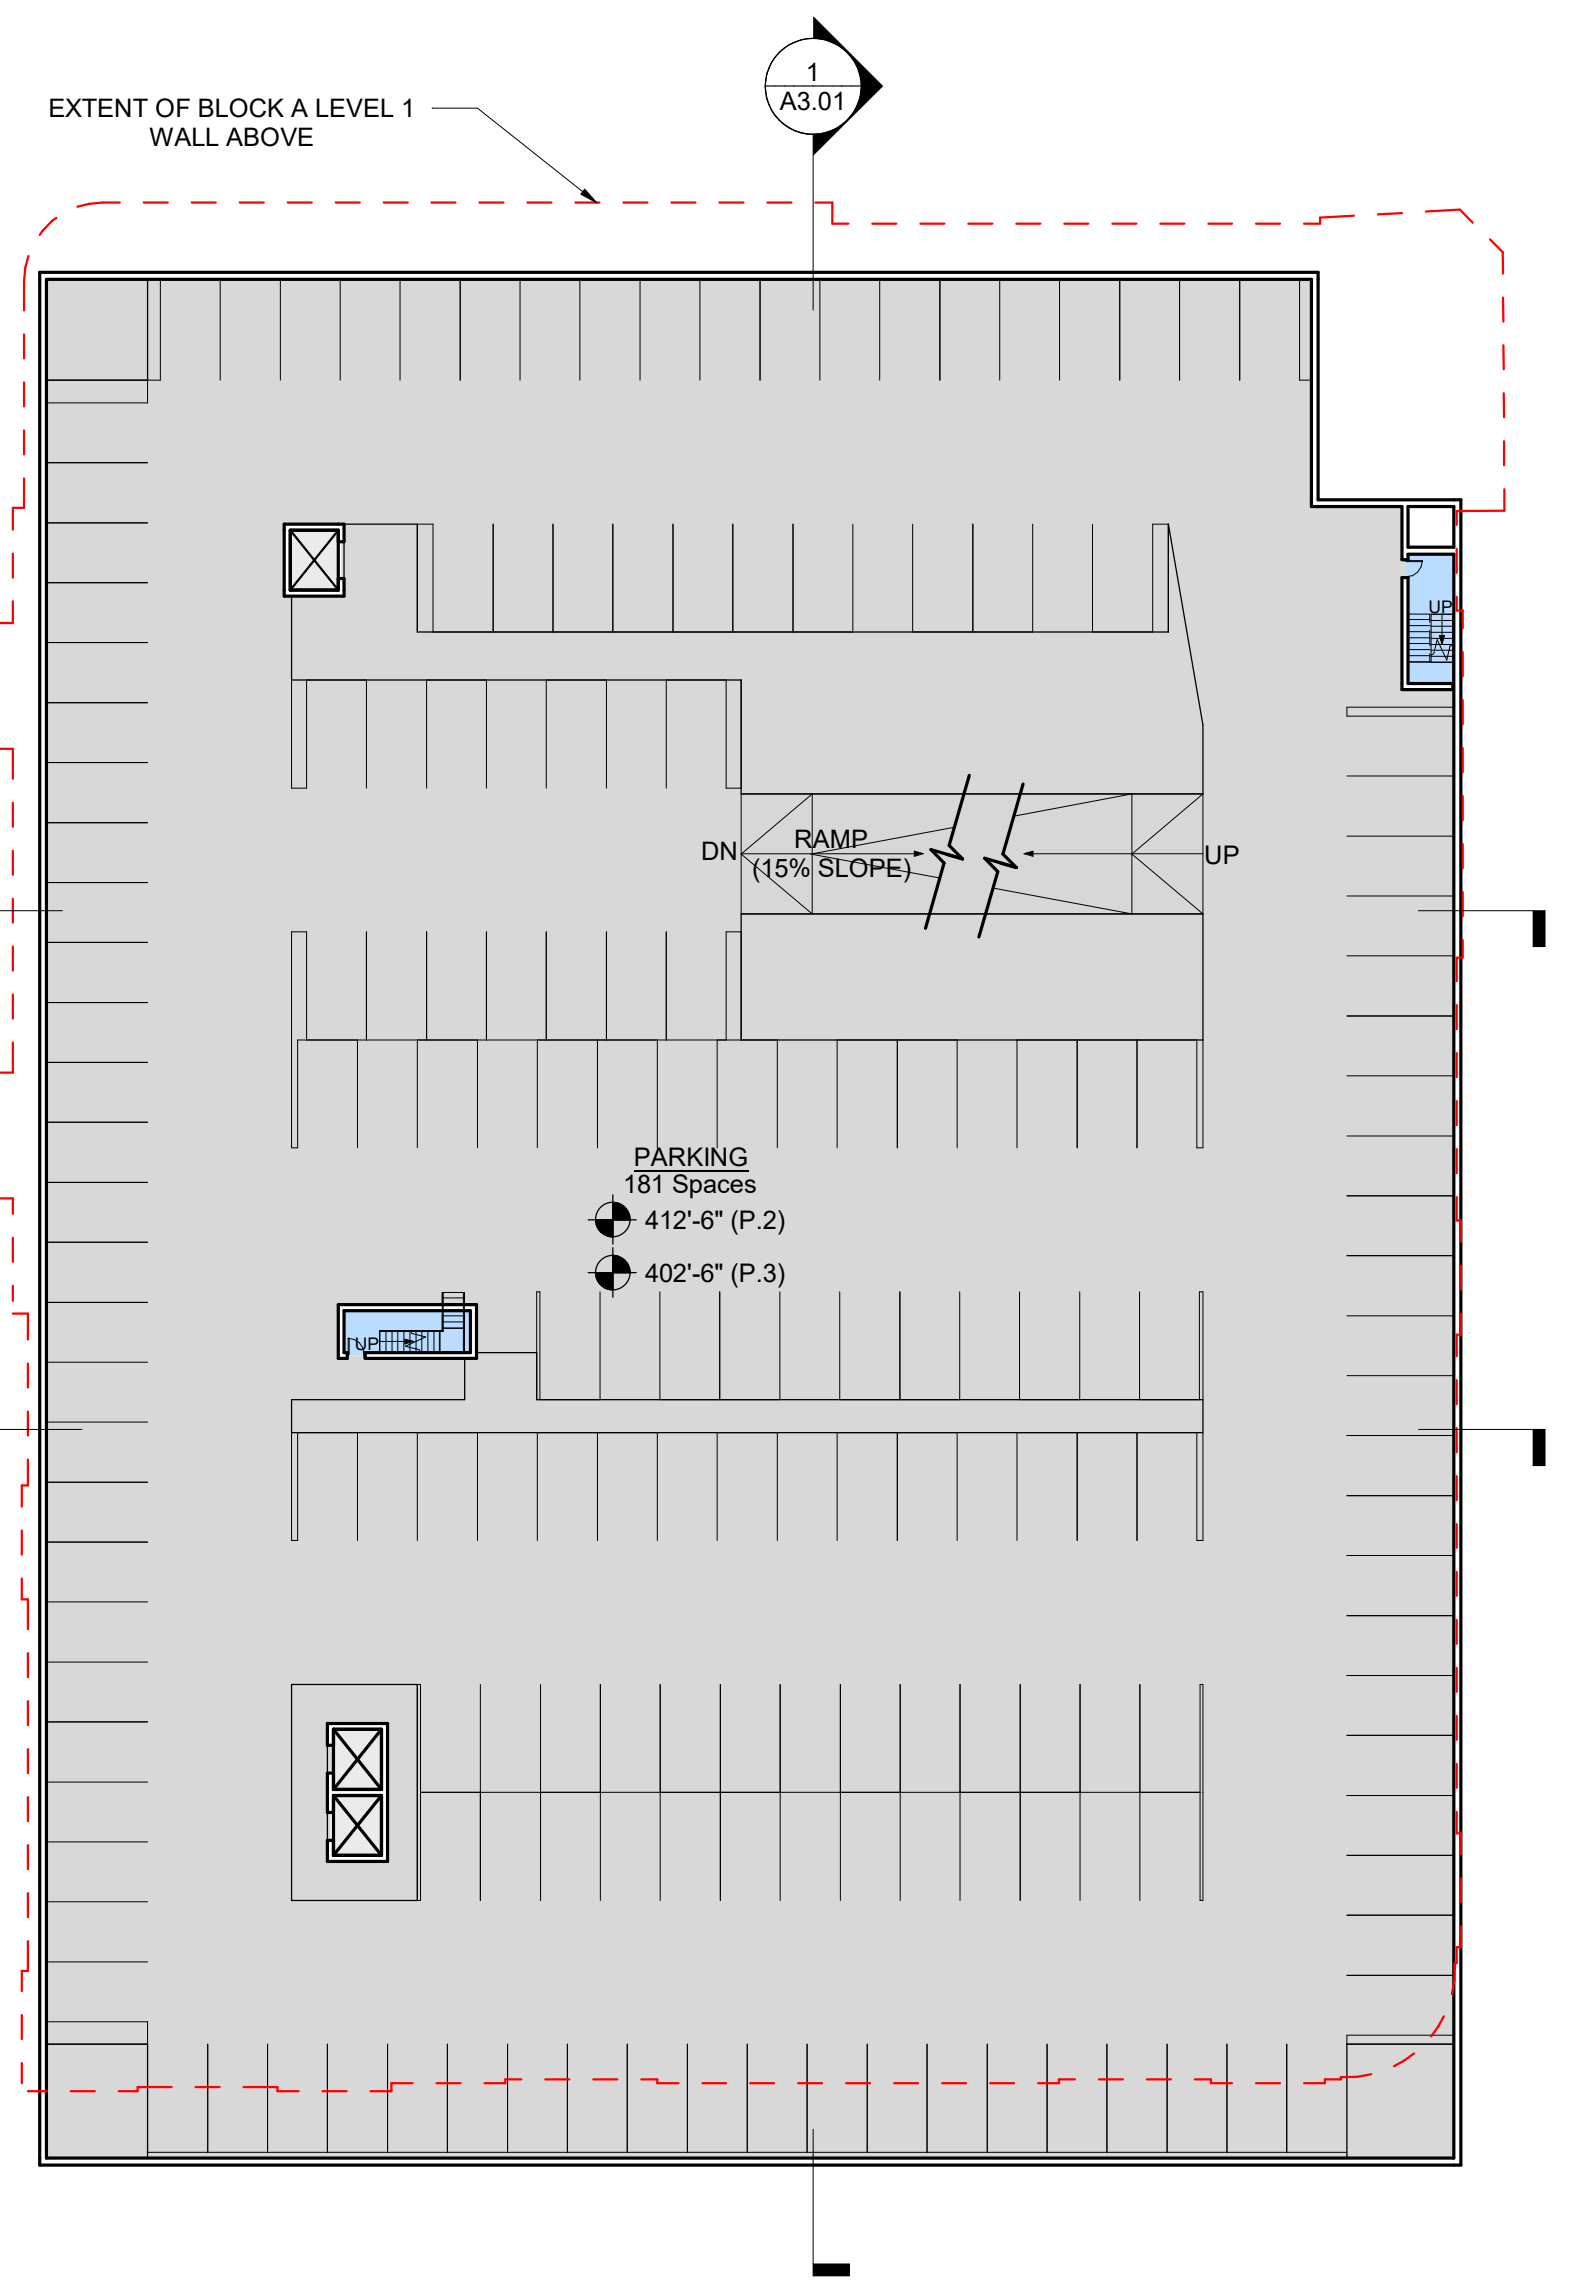 1
A3.01
EXTENT OF BLOCK A LEVEL 1
WALL ABOVE
UP
DN
RAMP
(15% SLOPE)
UP
PARKING
181 Spaces
412'-6" (P.2)
402'-6" (P.3)
UP